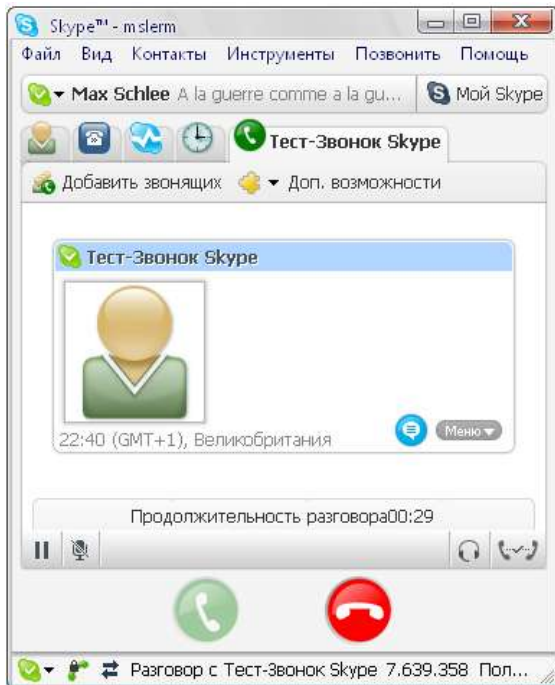 Skype™ - mslerm
Файл Вид Контакты Инструменты Позвонить Помощь
Max Schlee A la guerre comme a la gu... Мой Skype
Тест-Звонок Skype
Добавить звонящих Доп. возможности
Тест-Звонок Skype
22:40 (GMT+1), Великобритания
Меню
Продолжительность разговора00:29
Разговор с Тест-Звонок Skype 7.639.358 Пол...